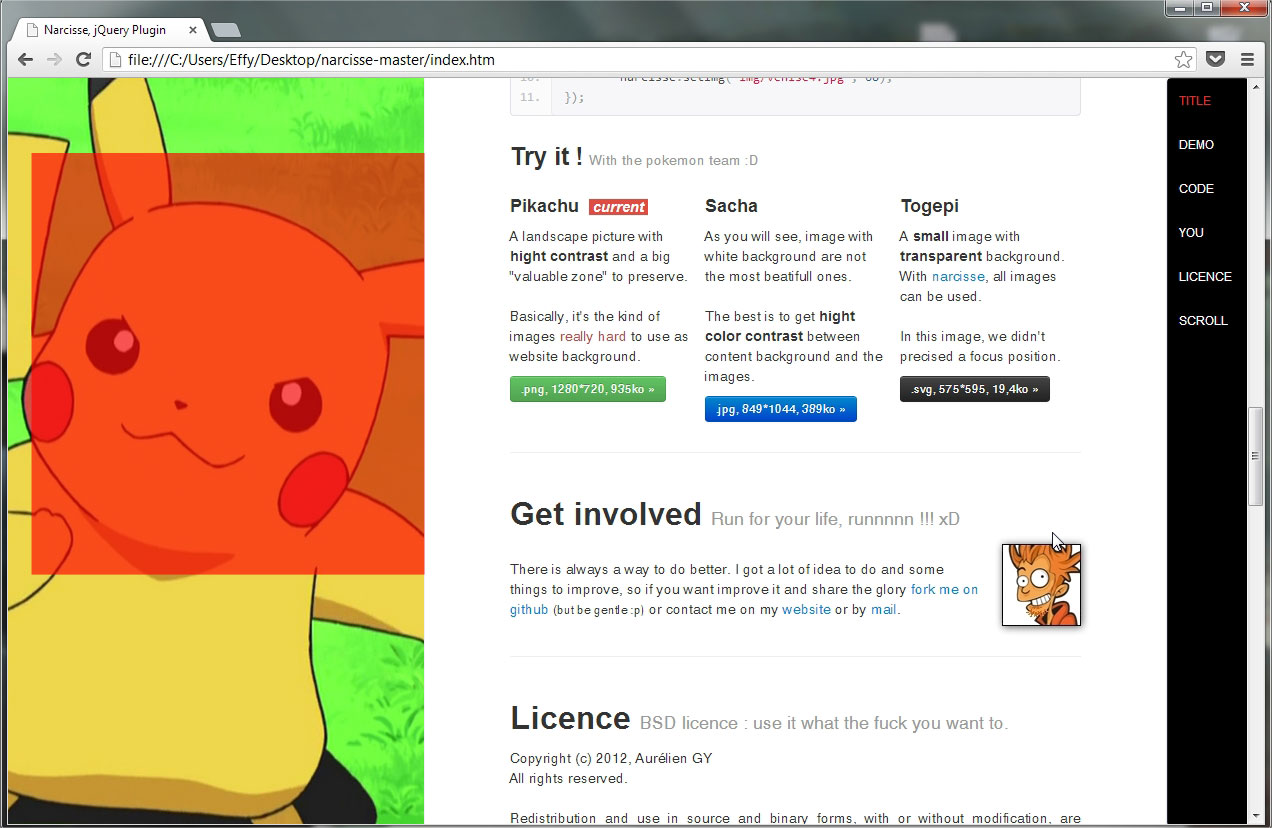 Narcisse, jQuery Plugin
file:///C:/Users/Effy/Desktop/narcisse-master/index.htm
10. narcisse.setimg("img/venise4.jpg", 60);
11. });
Try it ! With the pokemon team :D
Pikachu current
A landscape picture with
hight contrast and a big
"valuable zone" to preserve.
Basically, it's the kind of
images really hard to use as
website background.
.png, 1280*720, 935ko »
Sacha
As you will see, image with
white background are not
the most beatifull ones.
The best is to get hight
color contrast between
content background and the
images.
.jpg, 849*1044, 389ko »
Togepi
A small image with
transparent background.
With narcisse, all images
can be used.
In this image, we didn't
precised a focus position.
.svg, 575*595, 19,4ko »
Get involved Run for your life, runnnnn !!! xD
There is always a way to do better. I got a lot of idea to do and some
things to improve, so if you want improve it and share the glory fork me on
github (but be gentle :p) or contact me on my website or by mail.
Licence BSD licence : use it what the fuck you want to.
Copyright (c) 2012, Aurélien GY
All rights reserved.
Redistribution and use in source and binary forms, with or without modification, are
TITLE
DEMO
CODE
YOU
LICENCE
SCROLL